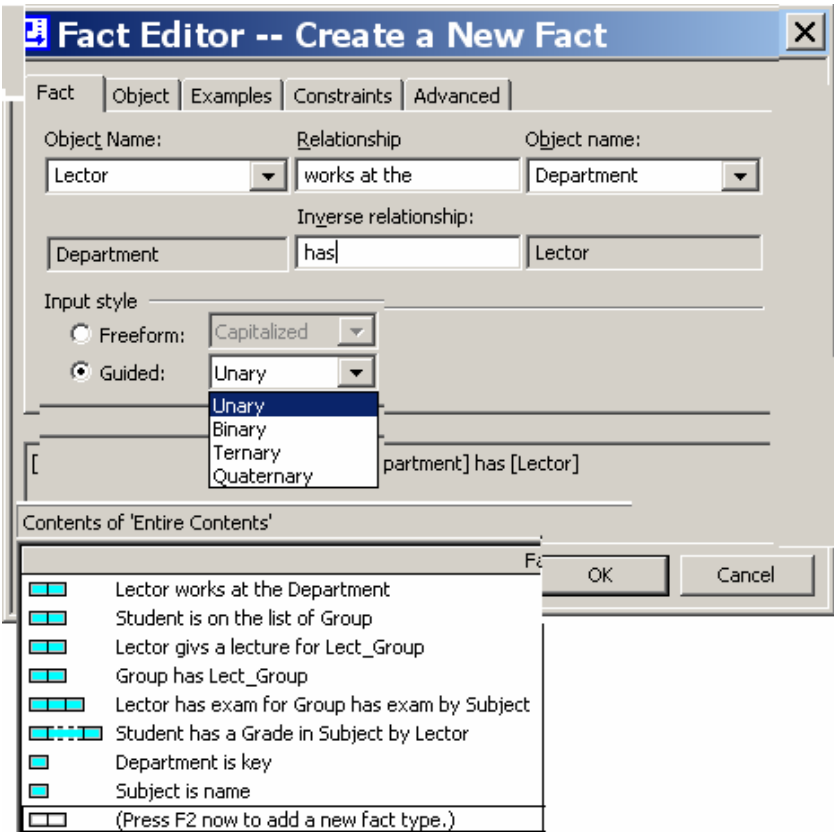 Fact Editor -- Create a New Fact
Fact Object Examples Constraints Advanced
Object Name: Relationship Object name:
Lector works at the Department
Inverse relationship:
Department has Lector
Input style
Freeform: Capitalized
Guided: Unary
Unary
Binary
Ternary
Quaternary
[ partment] has [Lector]
Contents of 'Entire Contents'
Fa
OK Cancel
Lector works at the Department
Student is on the list of Group
Lector givs a lecture for Lect_Group
Group has Lect_Group
Lector has exam for Group has exam by Subject
Student has a Grade in Subject by Lector
Department is key
Subject is name
(Press F2 now to add a new fact type.)